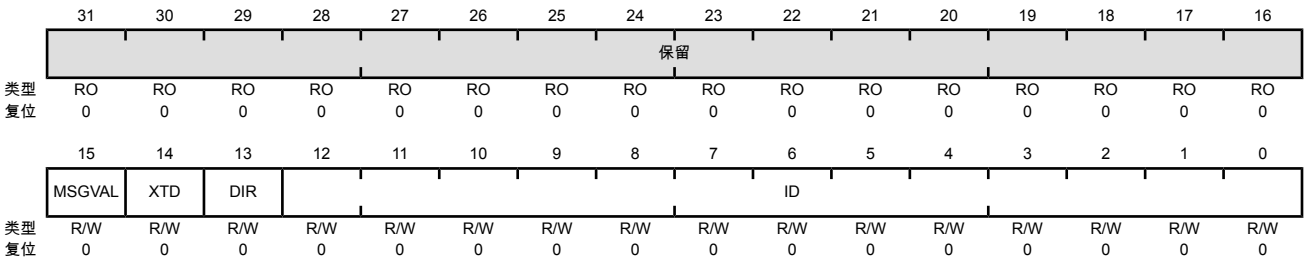 31 30 29 28 27 26 25 24 23 22 21 20 19 18 17 16
保留
类型 RO RO RO RO RO RO RO RO RO RO RO RO RO RO RO RO
复位 0 0 0 0 0 0 0 0 0 0 0 0 0 0 0 0
15 14 13 12 11 10 9 8 7 6 5 4 3 2 1 0
MSGVAL XTD DIR ID
类型 R/W R/W R/W R/W R/W R/W R/W R/W R/W R/W R/W R/W R/W R/W R/W R/W
复位 0 0 0 0 0 0 0 0 0 0 0 0 0 0 0 0